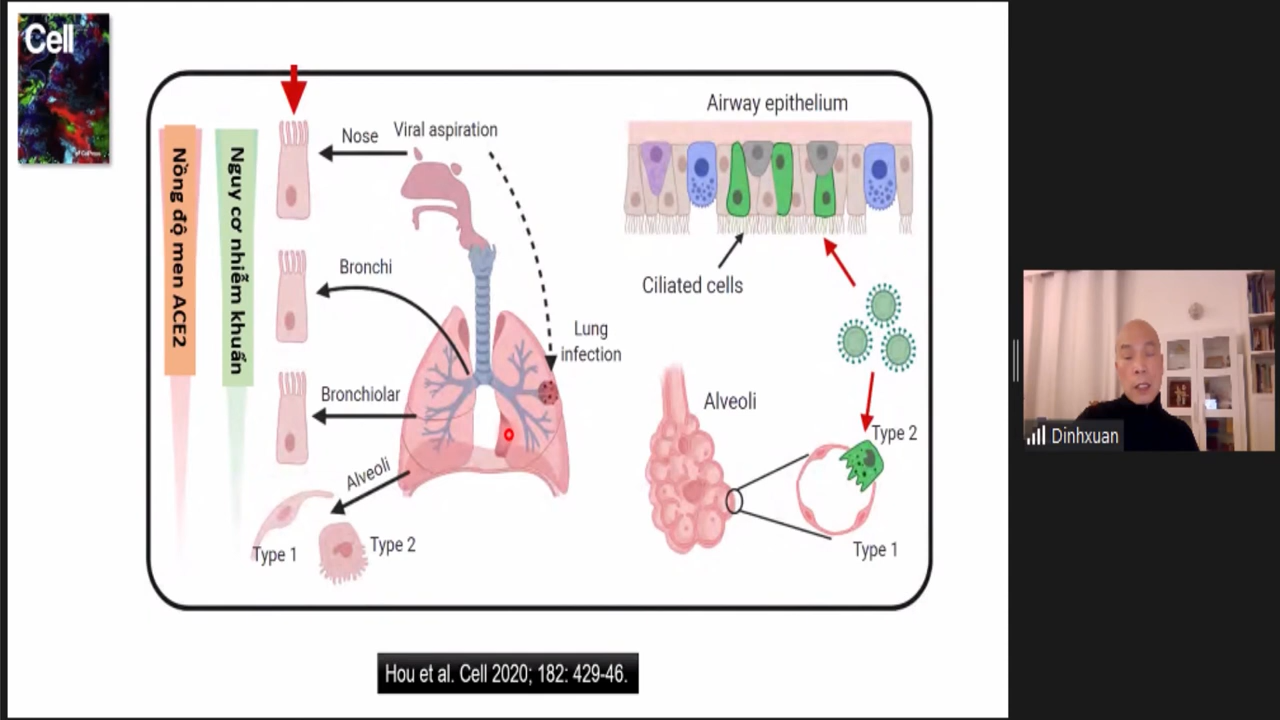 Cell
Airway epithelium
Nose
Viral aspiration
Nồng độ men ACE2
Nguy cơ nhiễm khuẩn
Bronchi
Ciliated cells
Lung
infection
Bronchiolar
Alveoli
Type 2
Dinhxuan
Alveoli
Type 1
Type 2
Type 1
Hou et al. Cell 2020; 182: 429-46.